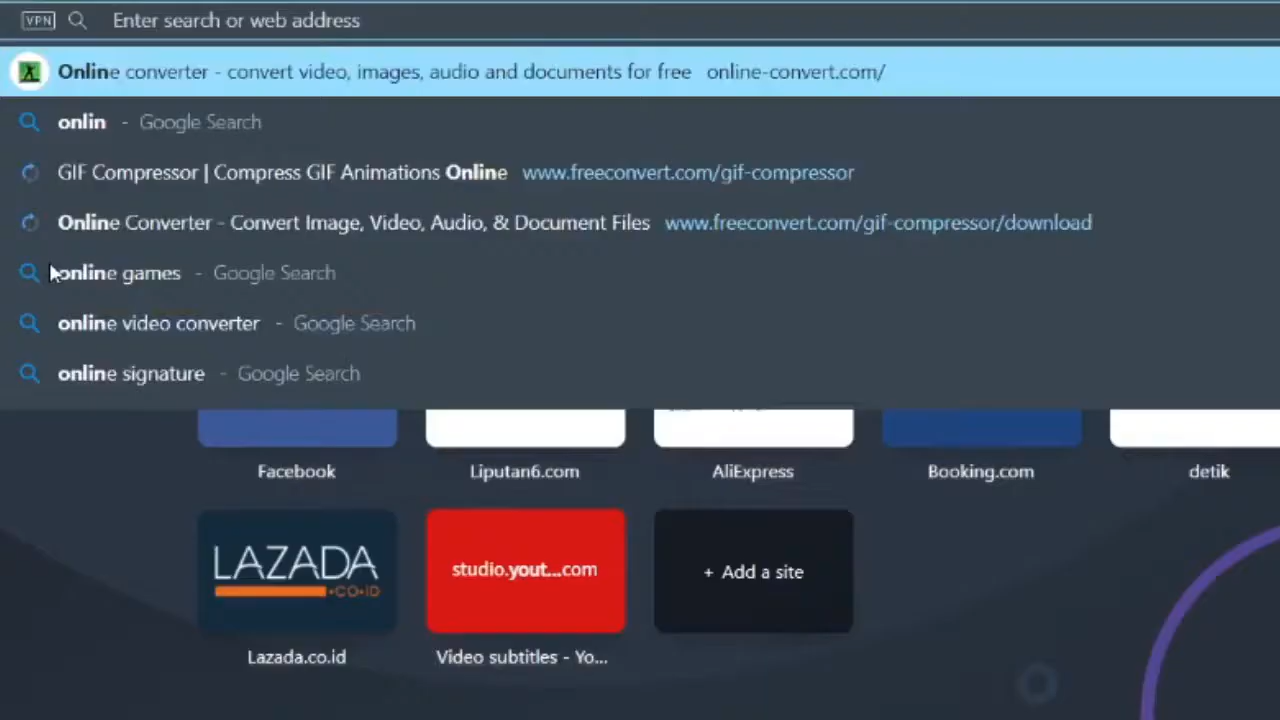 VPN Enter search or web address
Online converter - convert video, images, audio and documents for free online-convert.com/
onlin - Google Search
GIF Compressor | Compress GIF Animations Online www.freeconvert.com/gif-compressor
Online Converter - Convert Image, Video, Audio, & Document Files www.freeconvert.com/gif-compressor/download
online games - Google Search
online video converter - Google Search
online signature - Google Search
Facebook
Liputan6.com
AliExpress
Booking.com
detik
LAZADA
•CO•ID
studio.yout...com
+ Add a site
Lazada.co.id
Video subtitles - Yo...